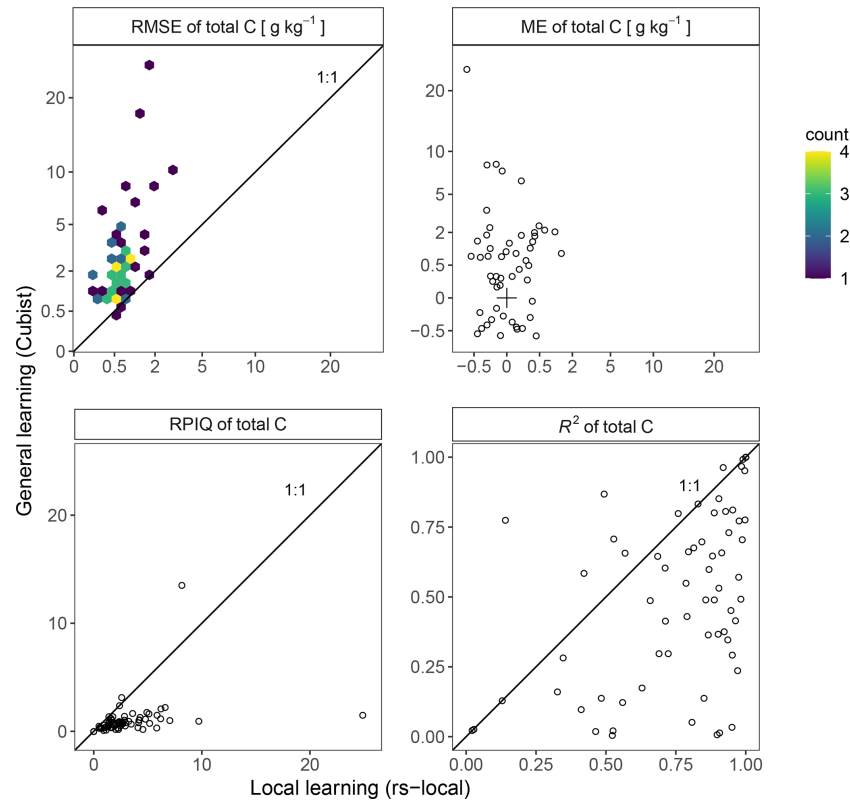 RMSE of total C [ g kg⁻¹ ]
ME of total C [ g kg⁻¹ ]
20
10
5
2
0.5
0
0 0.5 2 5 10 20
1:1
20
10
5
2
0.5
0
−0.5
−0.5 0 0.5 2 5 10 20
count
4
3
2
1
General learning (Cubist)
RPIQ of total C
R² of total C
20
10
0
0 10 20
1:1
1.00
0.75
0.50
0.25
0.00
0.00 0.25 0.50 0.75 1.00
1:1
Local learning (rs−local)